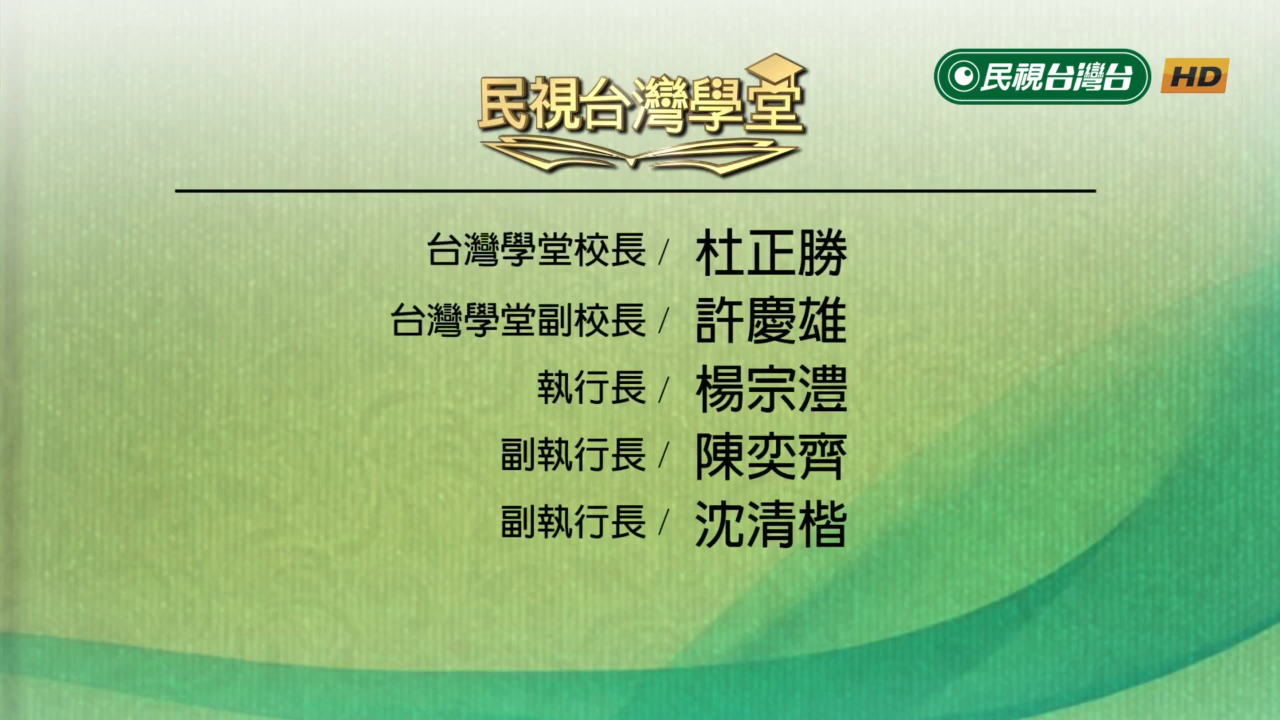 民視台灣學堂
民視台灣台 HD
台灣學堂校長 / 杜正勝
台灣學堂副校長 / 許慶雄
執行長 / 楊宗澧
副執行長 / 陳奕齊
副執行長 / 沈清楷